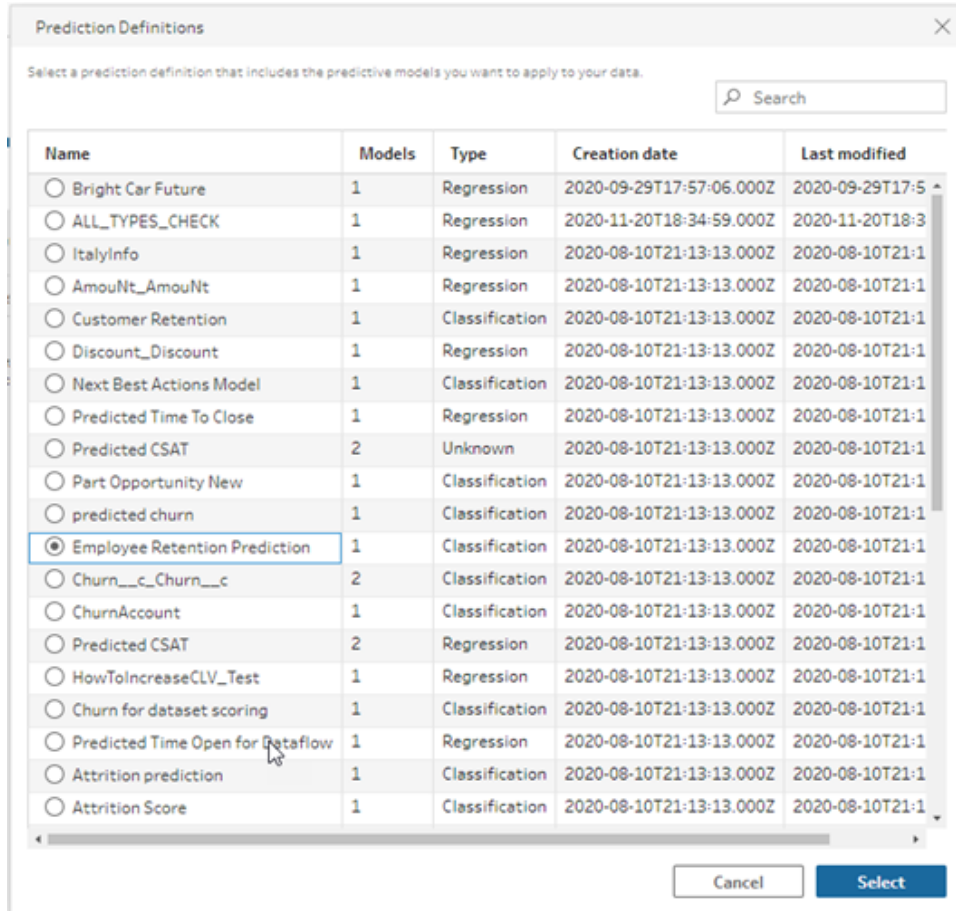 Prediction Definitions
Select a prediction definition that includes the predictive models you want to apply to your data.
Search
Name Models Type Creation date Last modified
Bright Car Future 1 Regression 2020-09-29T17:57:06.000Z 2020-09-29T17:5
ALL_TYPES_CHECK 1 Regression 2020-11-20T18:34:59.000Z 2020-11-20T18:3
ItalyInfo 1 Regression 2020-08-10T21:13:13.000Z 2020-08-10T21:1
AmouNt_AmouNt 1 Regression 2020-08-10T21:13:13.000Z 2020-08-10T21:1
Customer Retention 1 Classification 2020-08-10T21:13:13.000Z 2020-08-10T21:1
Discount_Discount 1 Regression 2020-08-10T21:13:13.000Z 2020-08-10T21:1
Next Best Actions Model 1 Classification 2020-08-10T21:13:13.000Z 2020-08-10T21:1
Predicted Time To Close 1 Regression 2020-08-10T21:13:13.000Z 2020-08-10T21:1
Predicted CSAT 2 Unknown 2020-08-10T21:13:13.000Z 2020-08-10T21:1
Part Opportunity New 1 Classification 2020-08-10T21:13:13.000Z 2020-08-10T21:1
predicted churn 1 Classification 2020-08-10T21:13:13.000Z 2020-08-10T21:1
Employee Retention Prediction 1 Classification 2020-08-10T21:13:13.000Z 2020-08-10T21:1
Churn__c_Churn__c 2 Classification 2020-08-10T21:13:13.000Z 2020-08-10T21:1
ChurnAccount 1 Classification 2020-08-10T21:13:13.000Z 2020-08-10T21:1
Predicted CSAT 2 Regression 2020-08-10T21:13:13.000Z 2020-08-10T21:1
HowToIncreaseCLV_Test 1 Regression 2020-08-10T21:13:13.000Z 2020-08-10T21:1
Churn for dataset scoring 1 Classification 2020-08-10T21:13:13.000Z 2020-08-10T21:1
Predicted Time Open for Dataflow 1 Regression 2020-08-10T21:13:13.000Z 2020-08-10T21:1
Attrition prediction 1 Classification 2020-08-10T21:13:13.000Z 2020-08-10T21:1
Attrition Score 1 Classification 2020-08-10T21:13:13.000Z 2020-08-10T21:1
Cancel Select